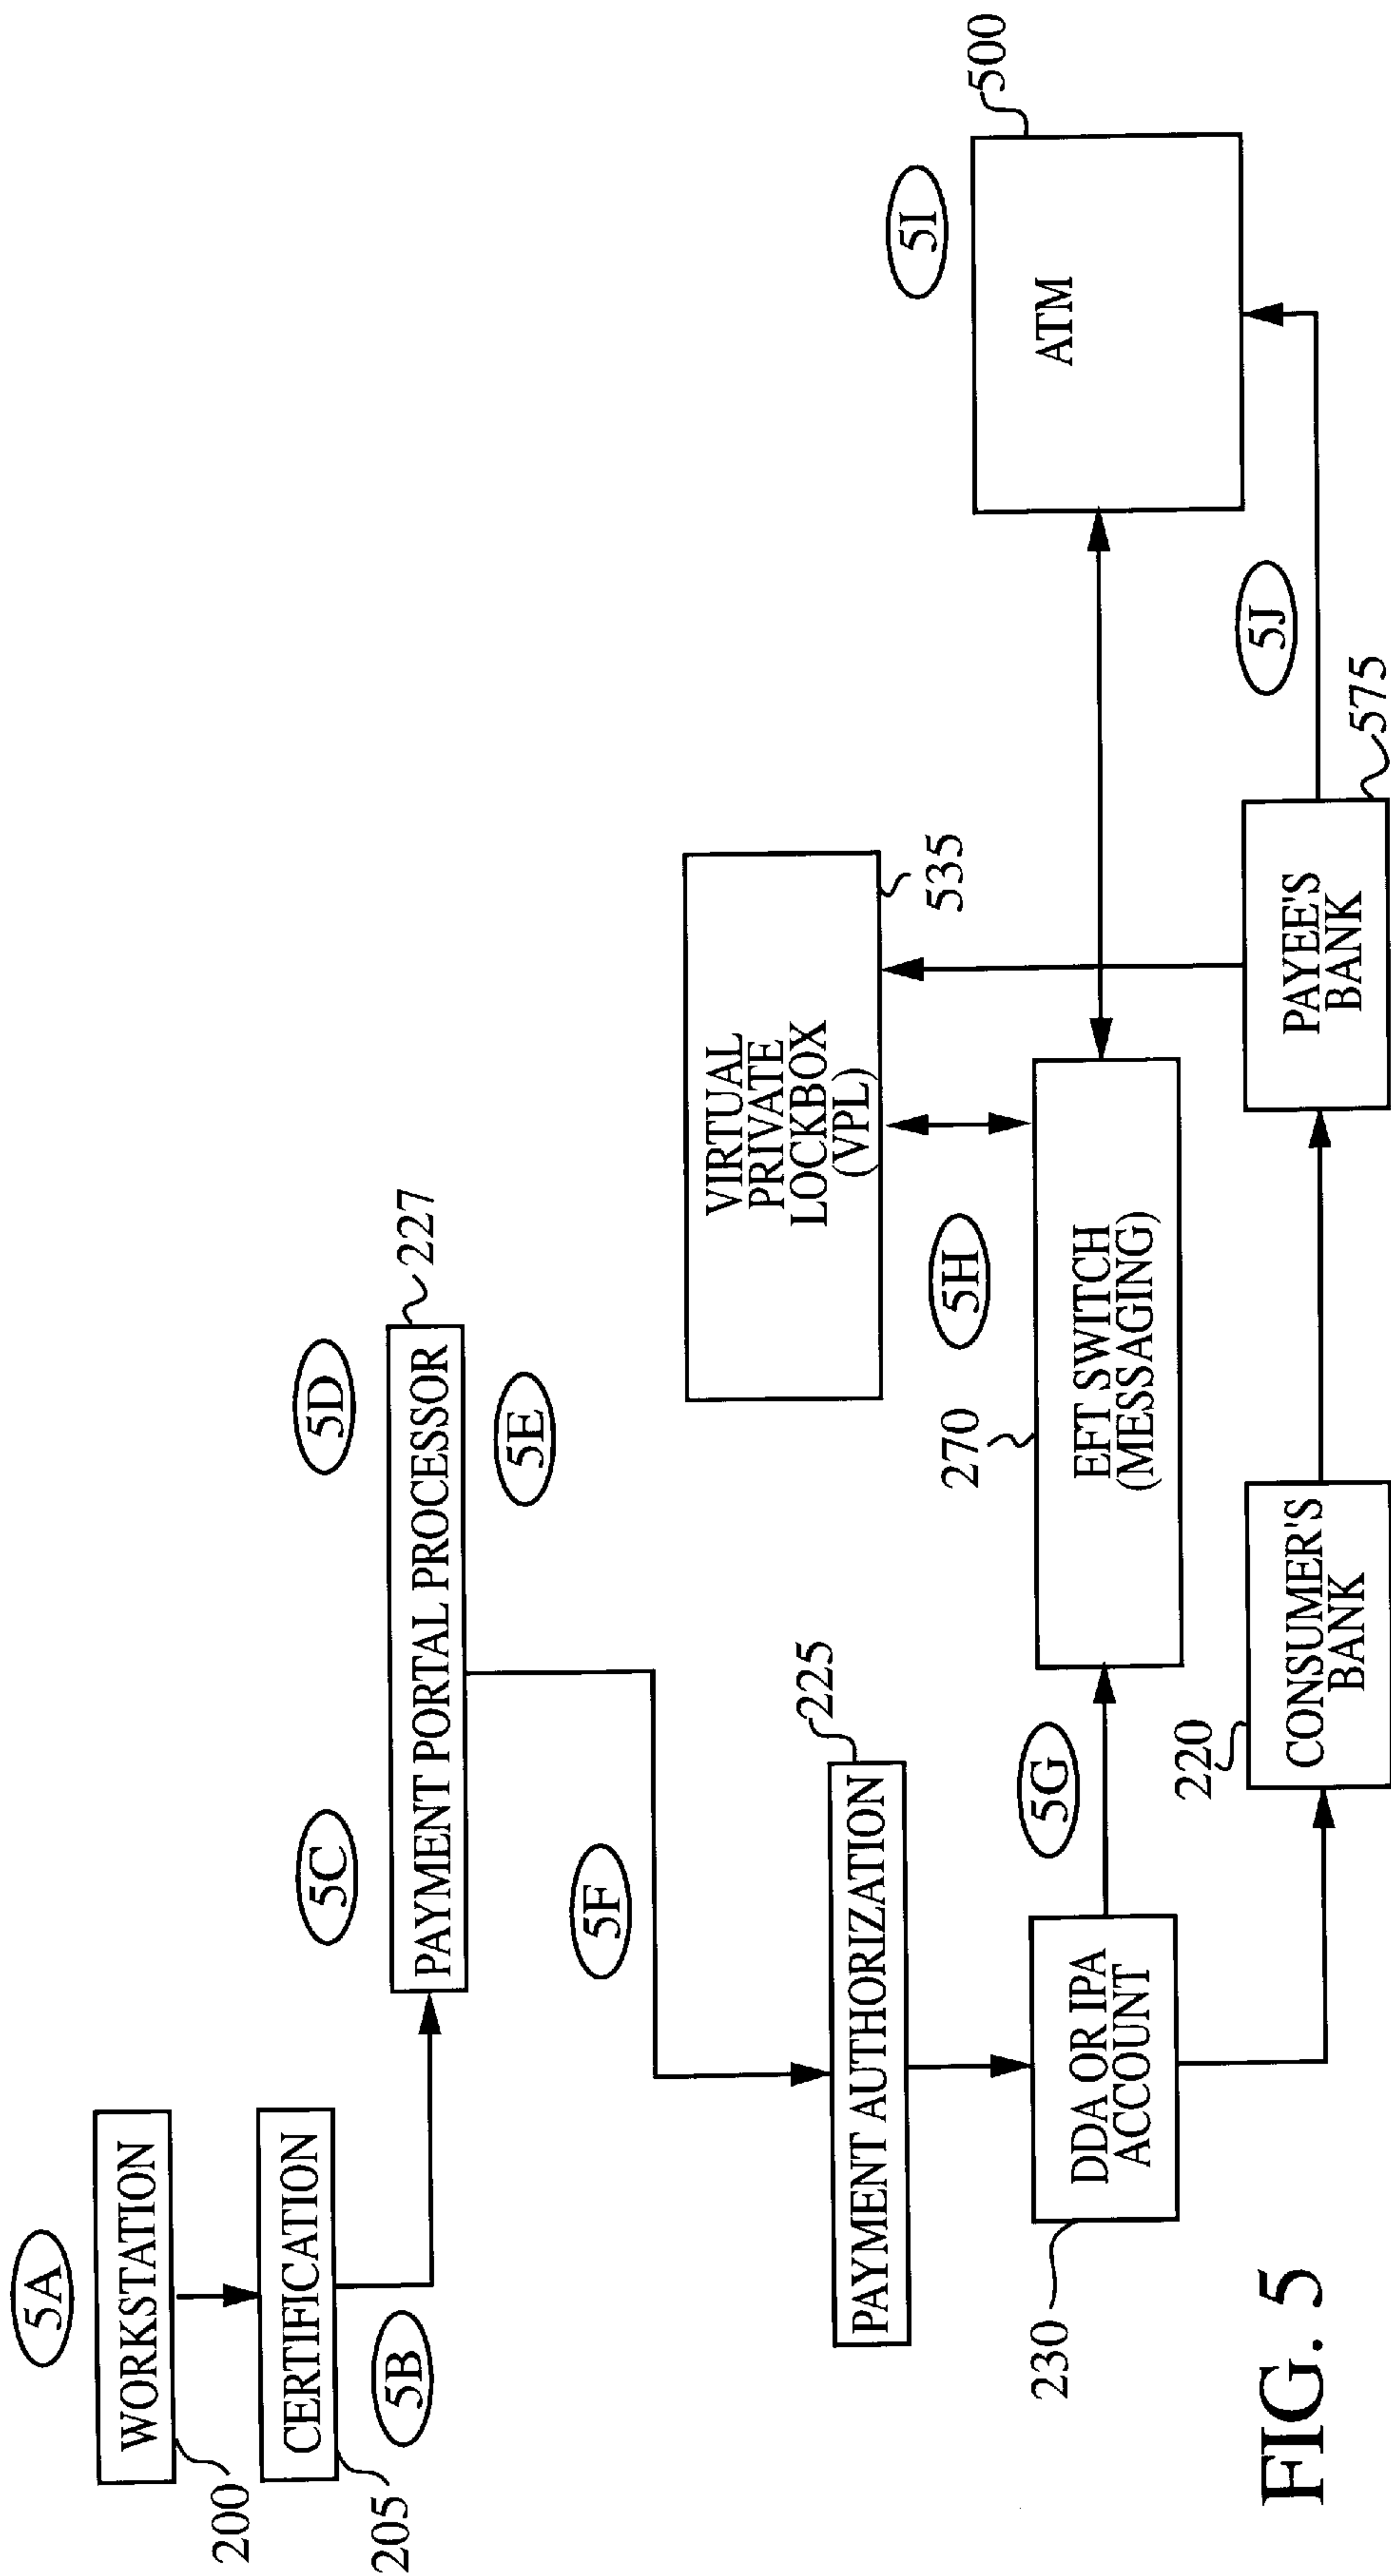 5A
WORKSTATION
200
CERTIFICATION
205
5B
5C
5D
PAYMENT PORTAL PROCESSOR
227
5E
5F
PAYMENT AUTHORIZATION
225
VIRTUAL
PRIVATE
LOCKBOX
(VPL)
535
5G
5H
DDA OR IPA
ACCOUNT
230
270
EFT SWITCH
(MESSAGING)
5I
ATM
500
220
CONSUMER'S
BANK
PAYEE'S
BANK
575
5J
FIG. 5